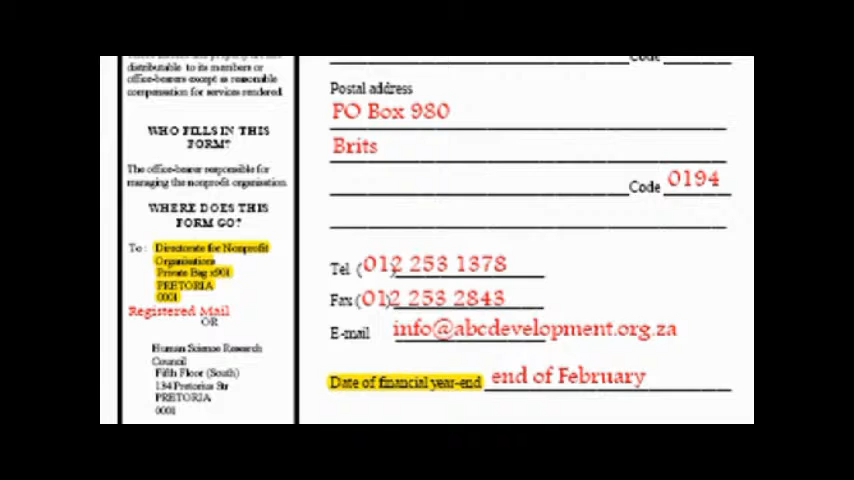 distributable to its members or
office-bearers except as reasonable
compensation for services rendered.
WHO FILLS IN THIS
FORM?
The office-bearer responsible for
managing the nonprofit organisation.
WHERE DOES THIS
FORM GO?
To: Directorate for Nonprofit
Organisations
Private Bag x901
PRETORIA
0001
Registered Mail
OR
Human Science Research
Council
Fifth Floor (South)
134 Pretorius Str
PRETORIA
0001
Code
Postal address
PO Box 980
Brits
Code 0194
Tel (012 253 1378
Fax (012) 253 2843
E-mail info@abcdevelopment.org.za
Date of financial year-end end of February